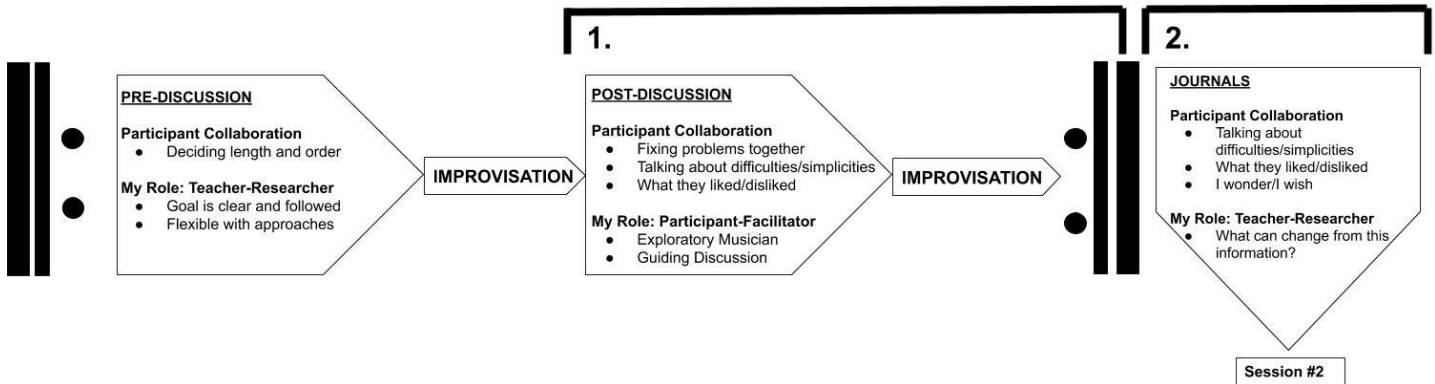 1.
2.
PRE-DISCUSSION
Participant Collaboration
● Deciding length and order
My Role: Teacher-Researcher
● Goal is clear and followed
● Flexible with approaches
IMPROVISATION
POST-DISCUSSION
Participant Collaboration
● Fixing problems together
● Talking about difficulties/simplicities
● What they liked/disliked
My Role: Participant-Facilitator
● Exploratory Musician
● Guiding Discussion
IMPROVISATION
JOURNALS
Participant Collaboration
● Talking about
difficulties/simplicities
● What they liked/disliked
● I wonder/I wish
My Role: Teacher-Researcher
● What can change from this
information?
Session #2